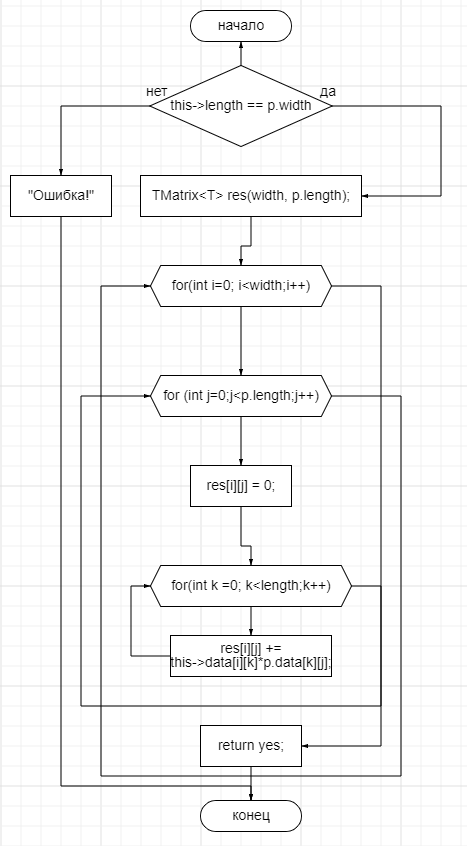 начало
нет
да
this->length == p.width
"Ошибка!"
TMatrix<T> res(width, p.length);
for(int i=0; i<width;i++)
for (int j=0;j<p.length;j++)
res[i][j] = 0;
for(int k =0; k<length;k++)
res[i][j] +=
this->data[i][k]*p.data[k][j];
return yes;
конец